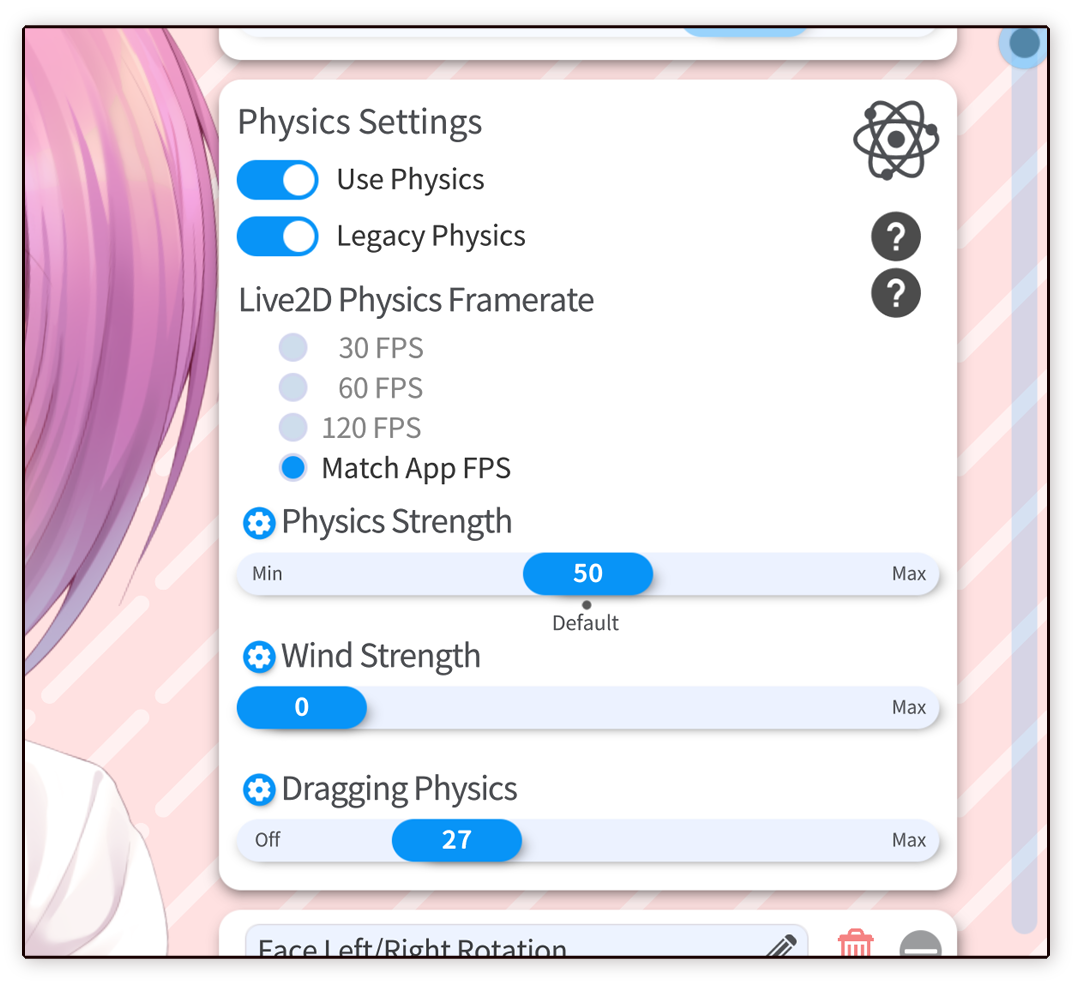 Physics Settings
Use Physics
Legacy Physics
?
Live2D Physics Framerate
?
30 FPS
60 FPS
120 FPS
Match App FPS
Physics Strength
Min 50 Max
Default
Wind Strength
0 Max
Dragging Physics
Off 27 Max
Face Left/Right Rotation